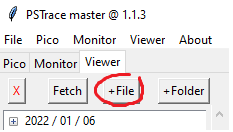 PSTrace master @ 1.1.3
File Pico Monitor Viewer About
Pico Monitor Viewer
X Fetch +File +Folder
2022 / 01 / 06